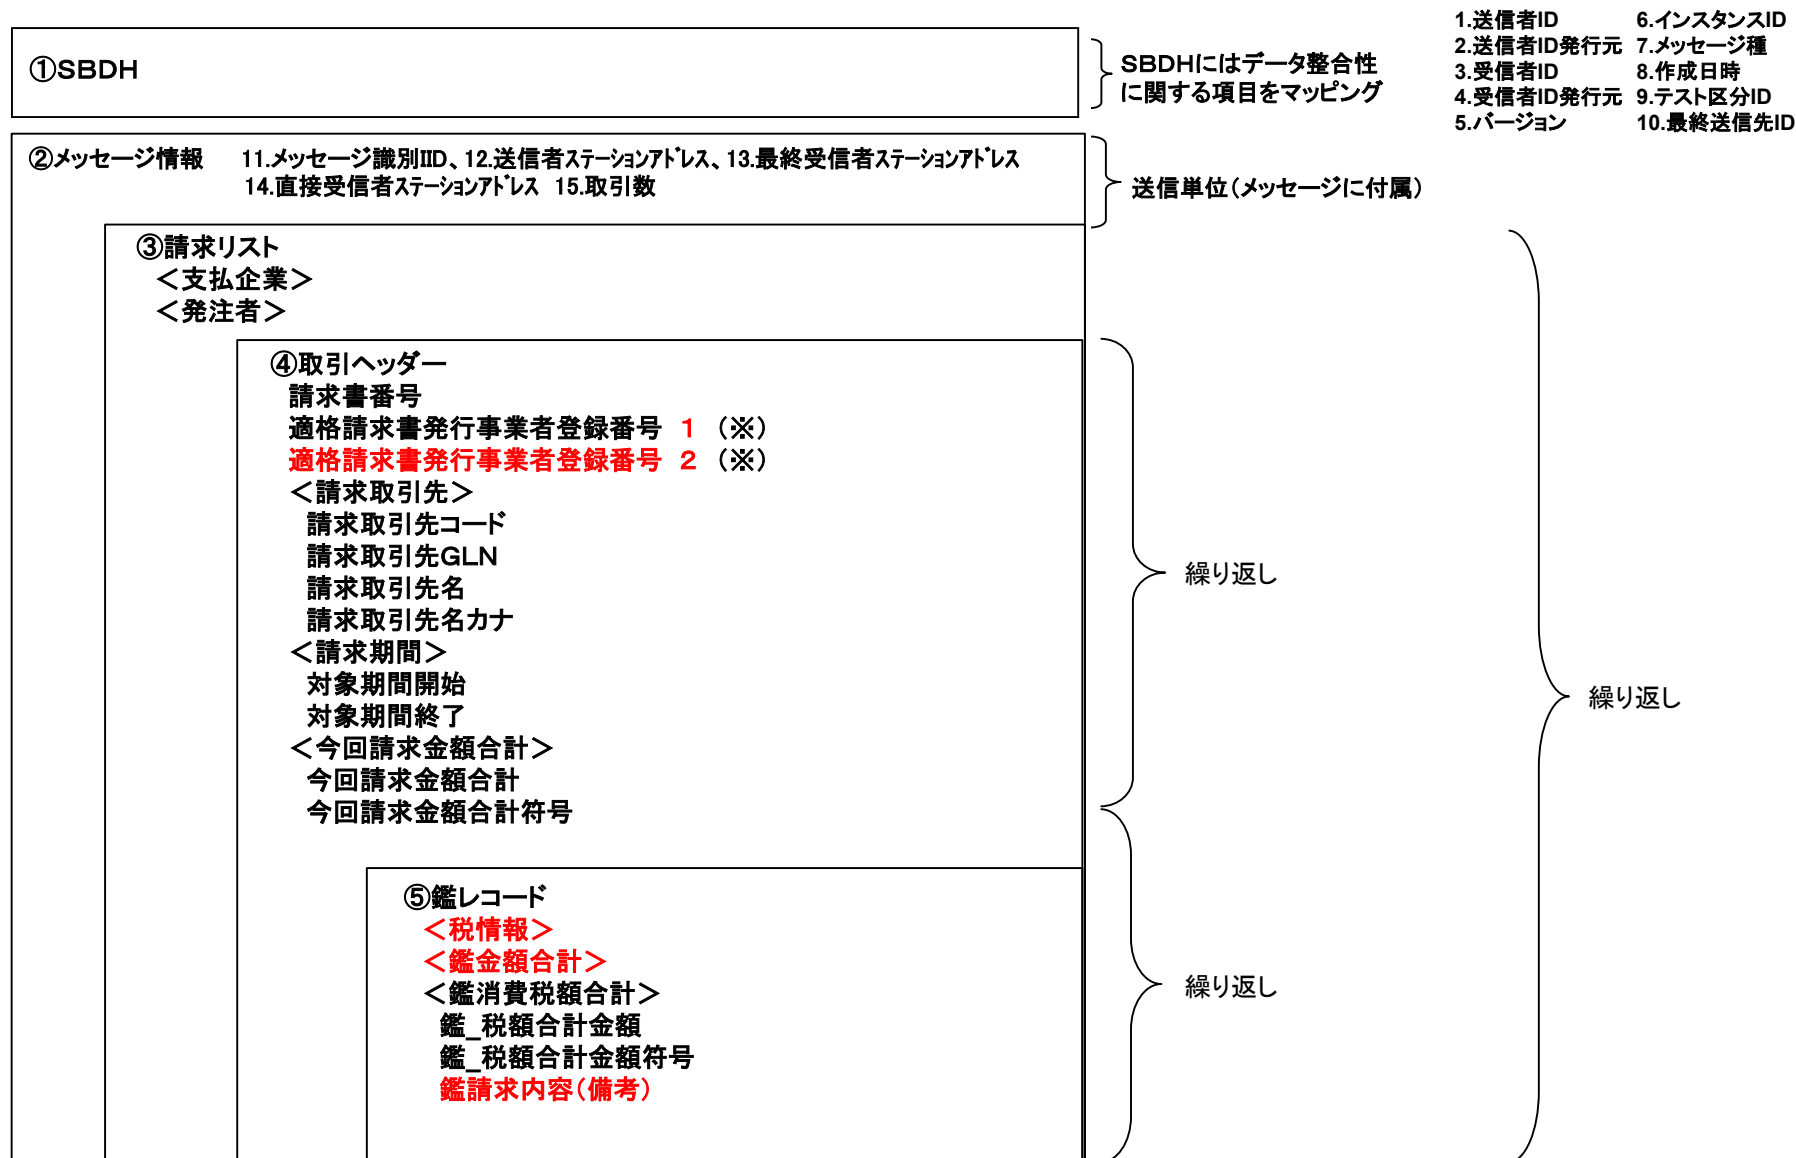 ①SBDH
SBDHにはデータ整合性
に関する項目をマッピング
1.送信者ID 6.インスタンスID
2.送信者ID発行元 7.メッセージ種
3.受信者ID 8.作成日時
4.受信者ID発行元 9.テスト区分ID
5.バージョン 10.最終送信先ID
②メッセージ情報 11.メッセージ識別IID、12.送信者ステーションアドレス、13.最終受信者ステーションアドレス
14.直接受信者ステーションアドレス 15.取引数
送信単位(メッセージに付属)
③請求リスト
＜支払企業＞
＜発注者＞
④取引ヘッダー
請求書番号
適格請求書発行事業者登録番号 1 (※)
適格請求書発行事業者登録番号 2 (※)
＜請求取引先＞
請求取引先コード
請求取引先GLN
請求取引先名
請求取引先名カナ
＜請求期間＞
対象期間開始
対象期間終了
＜今回請求金額合計＞
今回請求金額合計
今回請求金額合計符号
繰り返し
繰り返し
⑤鑑レコード
＜税情報＞
＜鑑金額合計＞
＜鑑消費税額合計＞
鑑_税額合計金額
鑑_税額合計金額符号
鑑請求内容(備考)
繰り返し